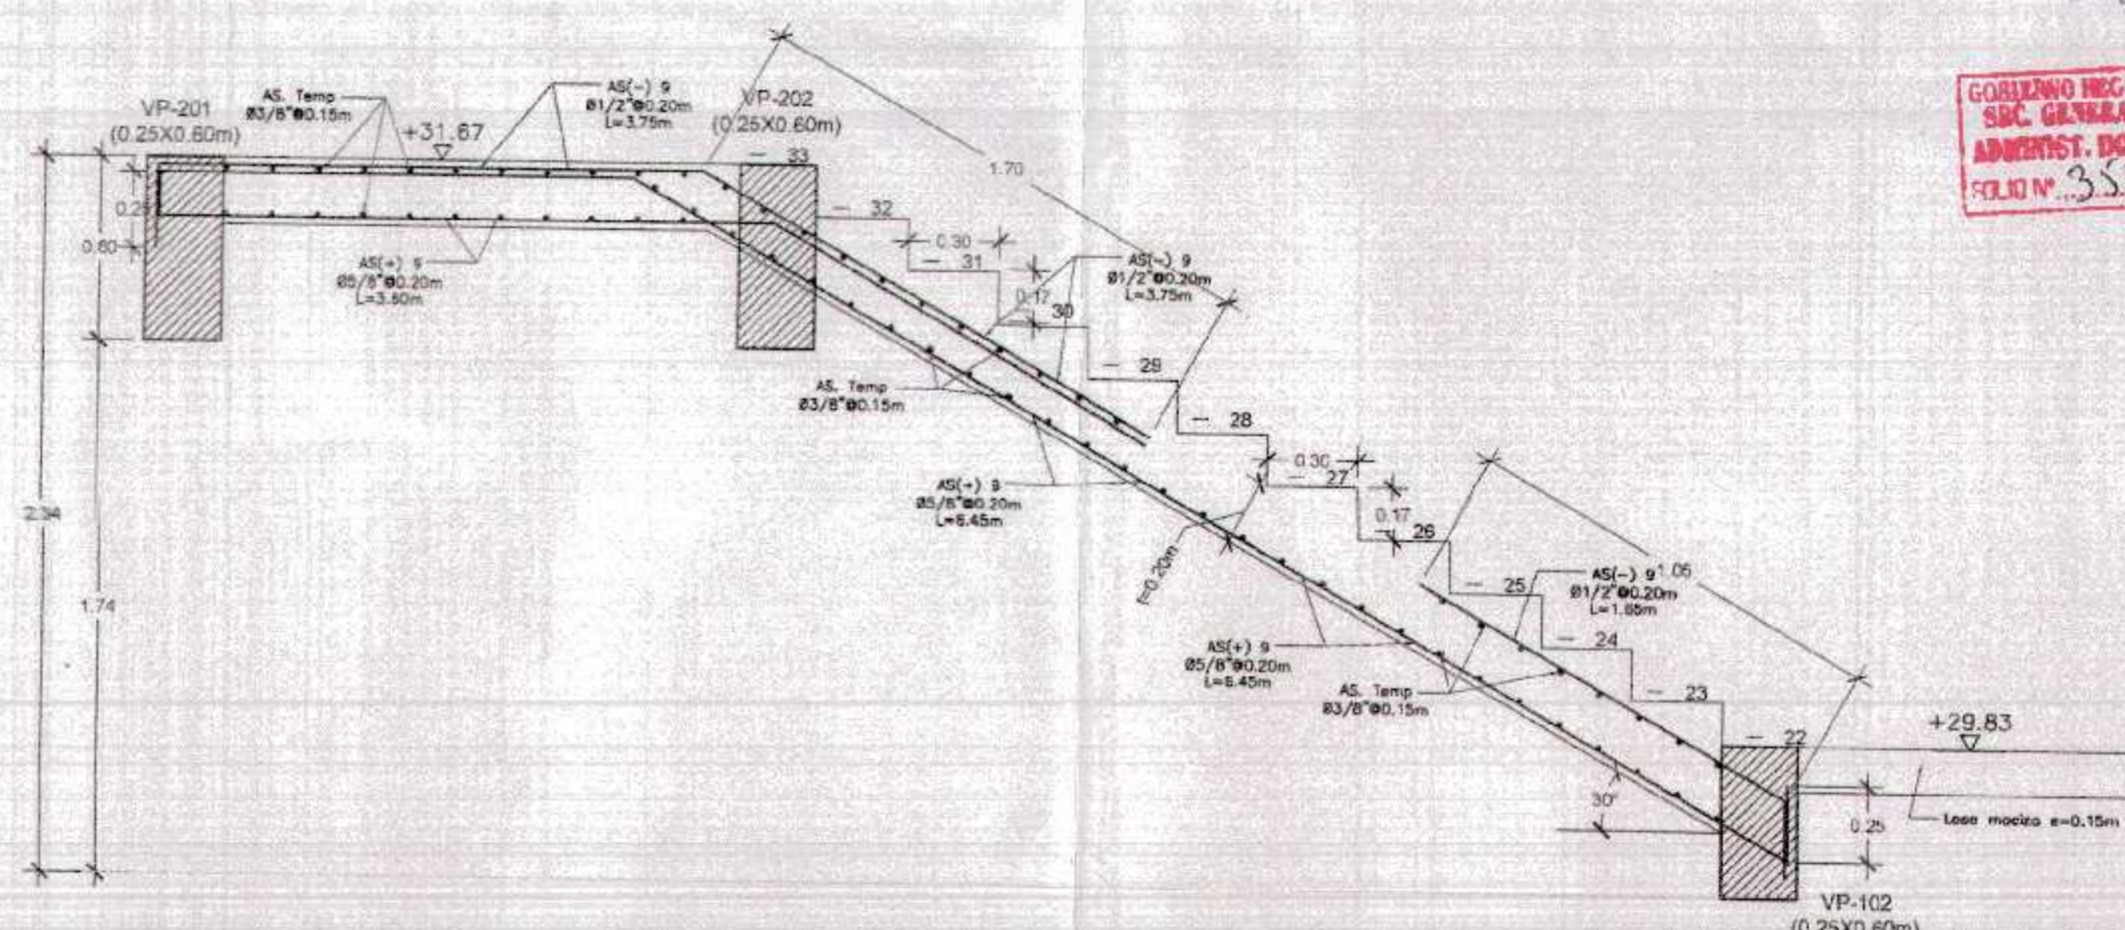 VP-201
(0.25X0.60m)
AS. Temp
Ø3/8"@0.15m
+31.67
AS(-) 9
Ø1/2"@0.20m
L=3.75m
VP-202
(0.25X0.60m)
33
1.70
GOBIERNO REG
SEC. GENERA
ADMINIST. DO
FOLIO Nº
32
0.30
31
0.17
30
AS(-) 9
Ø1/2"@0.20m
L=3.75m
0.60
AS(+) 9
Ø5/8"@0.20m
29
AS. Temp
Ø3/8"@0.15m
28
0.30
27
AS(+) 9
Ø5/8"@0.20m
L=6.45m
0.17
26
2.34
1.74
25
AS(-) 9
Ø1/2"@0.20m
1.05
24
AS(+) 9
Ø5/8"@0.20m
L=6.45m
AS. Temp
Ø3/8"@0.15m
23
22
+29.83
30°
0.25
Losa maciza e=0.15m
VP-102
(0.25X0.60m)